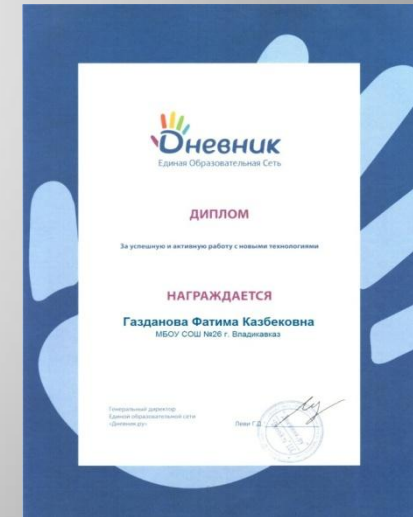 Дневник
Единая Образовательная Сеть
ДИПЛОМ
За успешную и активную работу с новыми технологиями
НАГРАЖДАЕТСЯ
Газданова Фатима Казбековна
МБОУ СОШ №26 г. Владикавказ
Генеральный директор
Единой образовательной сети
«Дневник.ру»
Леви Г.Д.